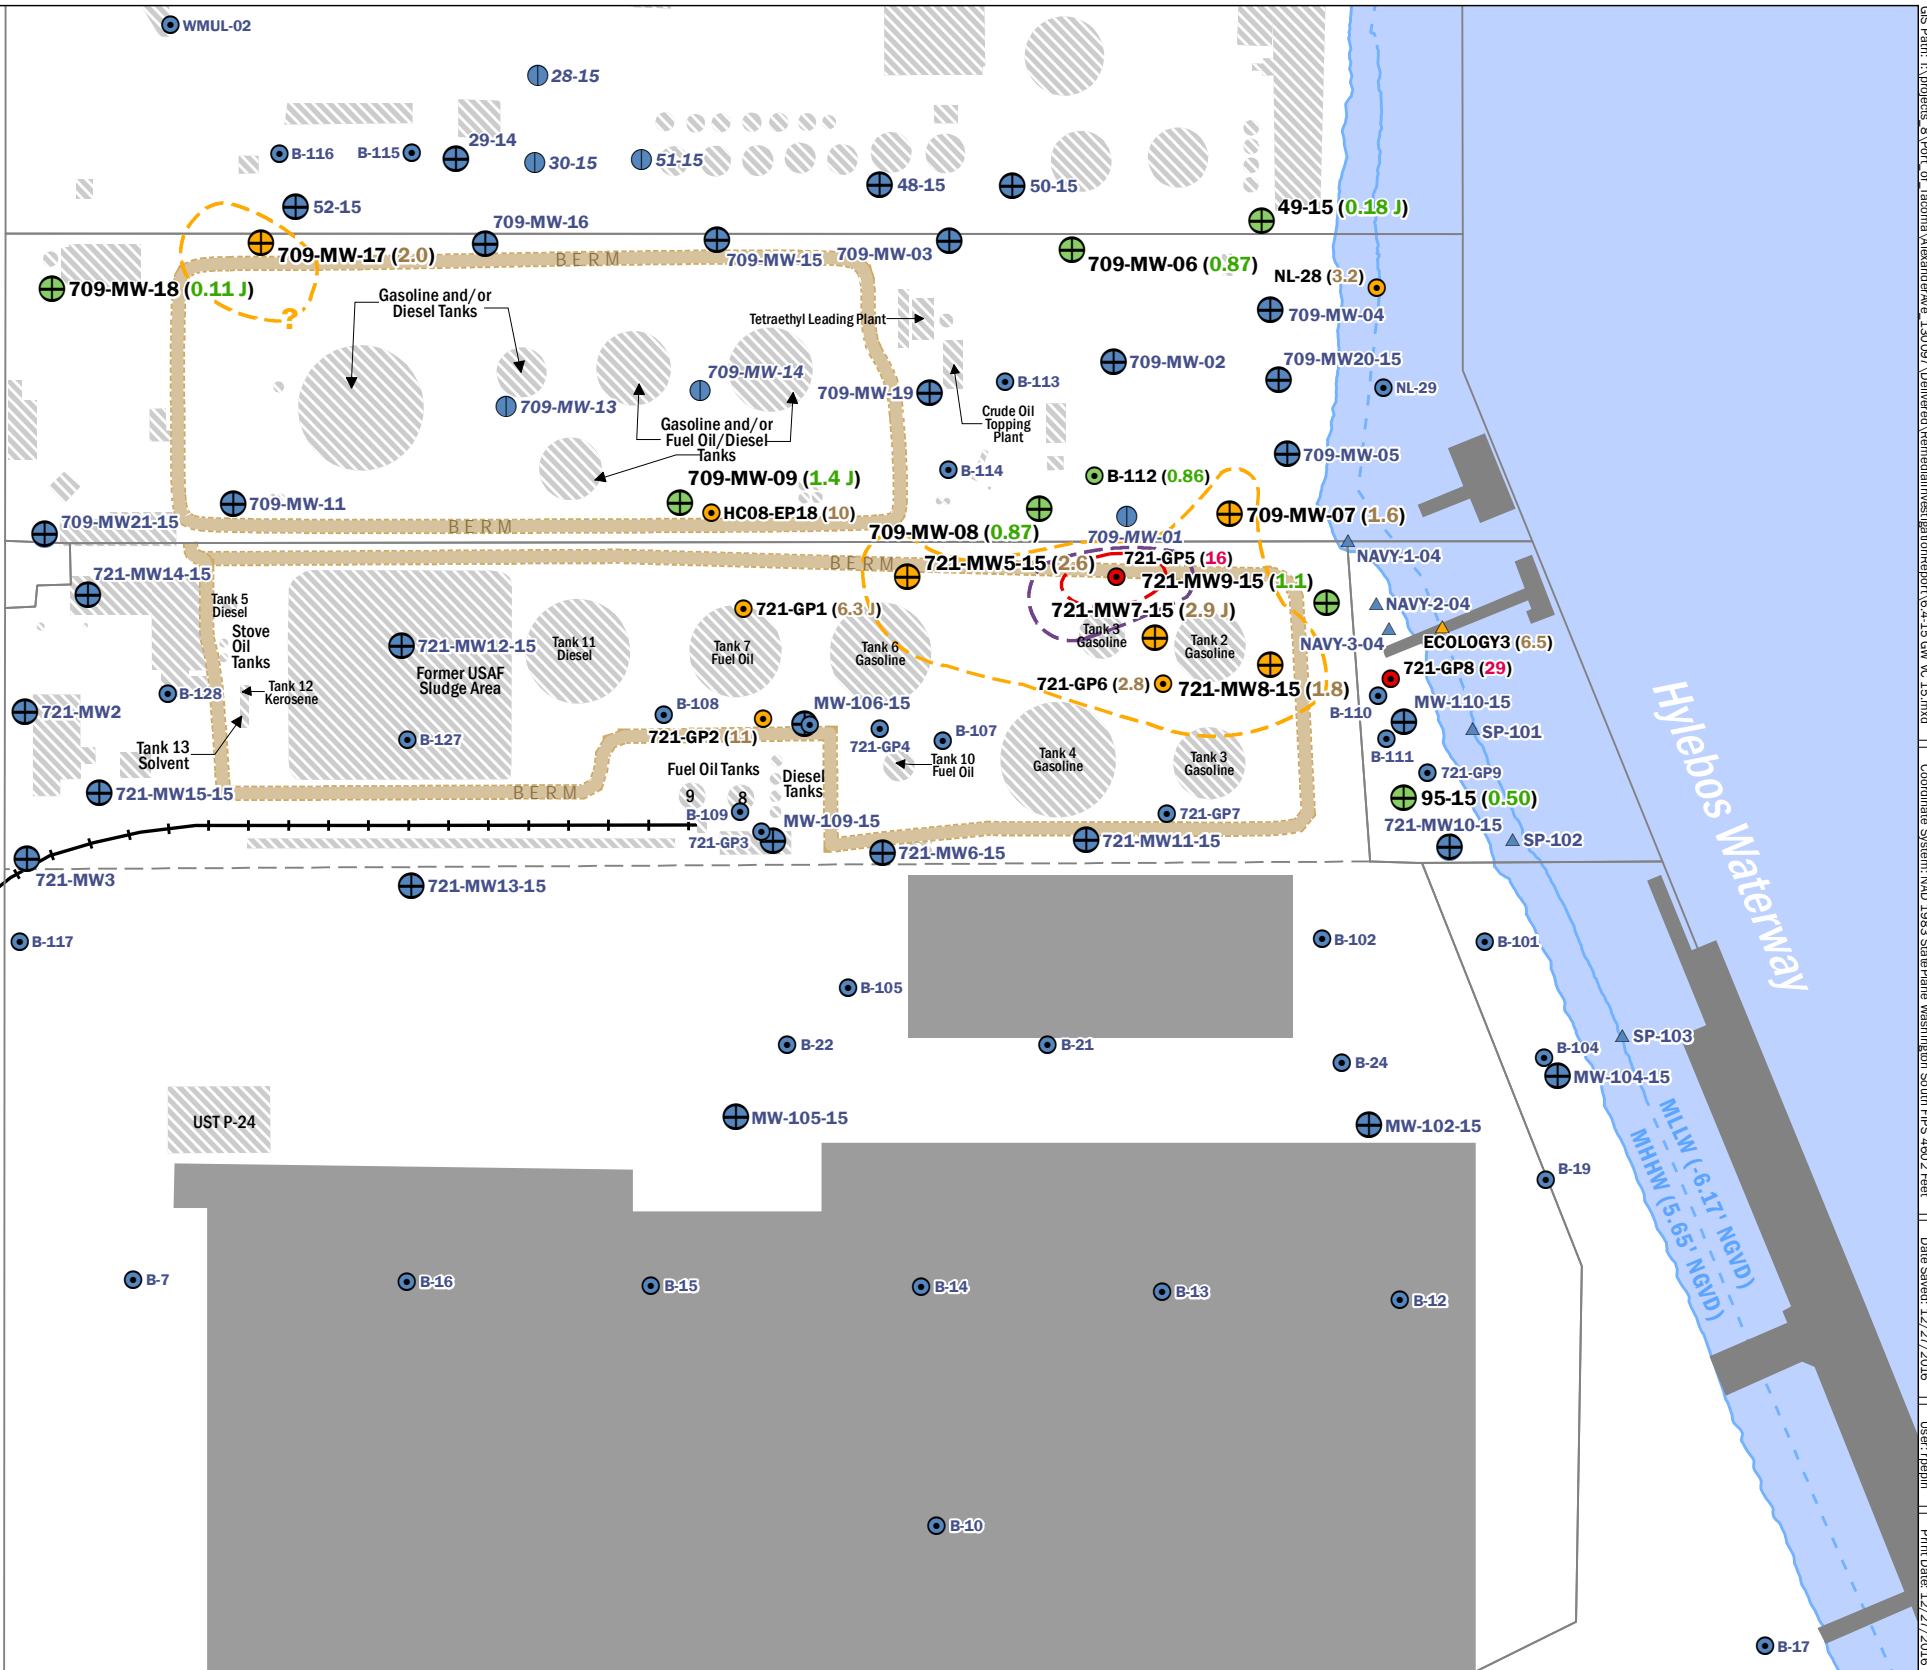 WMUL-02
28-15
29-14
B-116
B-115
30-15
51-15
48-15
50-15
52-15
49-15 (0.18 J)
709-MW-16
709-MW-17 (2.0)
BERM
709-MW-15
709-MW-03
709-MW-06 (0.87)
NL-28 (3.2)
709-MW-18 (0.11 J)
?
Gasoline and/or
Diesel Tanks
Tetraethyl Leading Plant
709-MW-04
709-MW-02
709-MW20-15
709-MW-14
709-MW-13
709-MW-19
B-113
NL-29
Crude Oil
Topping
Plant
Gasoline and/or
Fuel Oil/Diesel
Tanks
709-MW-05
B-114
B-112 (0.86)
709-MW-09 (1.4 J)
709-MW-11
HC08-EP18 (10)
709-MW-07 (1.6)
709-MW21-15
BERM
709-MW-08 (0.87)
709-MW-01
NAVY-1-04
BERM
721-MW5-15 (2.6)
721-GP5 (16)
721-MW9-15 (1.1)
721-MW14-15
Tank 5
Diesel
721-GP1 (6.3 J)
721-MW7-15 (2.9 J)
NAVY-2-04
Stove
Oil
Tanks
721-MW12-15
Tank 11
Diesel
Tank 7
Fuel Oil
Tank 6
Gasoline
Tank 3
Gasoline
Tank 2
Gasoline
NAVY-3-04
ECOLOGY3 (6.5)
Former USAF
Sludge Area
721-GP8 (29)
B-128
Tank 12
Kerosene
721-GP6 (2.8)
721-MW8-15 (1.8)
721-MW2
B-108
MW-106-15
B-110
MW-110-15
B-127
721-GP2 (11)
721-GP4
B-107
SP-101
Tank 13
Solvent
Tank 10
Fuel Oil
Tank 4
Gasoline
Tank 3
Gasoline
B-111
Fuel Oil Tanks
Diesel
Tanks
721-GP9
721-MW15-15
BERM
9
8
95-15 (0.50)
B-109
MW-109-15
721-GP7
721-MW10-15
721-GP3
721-MW6-15
721-MW11-15
SP-102
721-MW3
721-MW13-15
Hylebos Waterway
B-117
B-102
B-101
B-105
B-22
B-21
B-24
B-104
SP-103
MW-104-15
UST P-24
MW-105-15
MW-102-15
MLLW (-6.17' NGVD)
MHHW (5.65' NGVD)
B-19
B-7
B-16
B-15
B-14
B-13
B-12
B-10
B-17